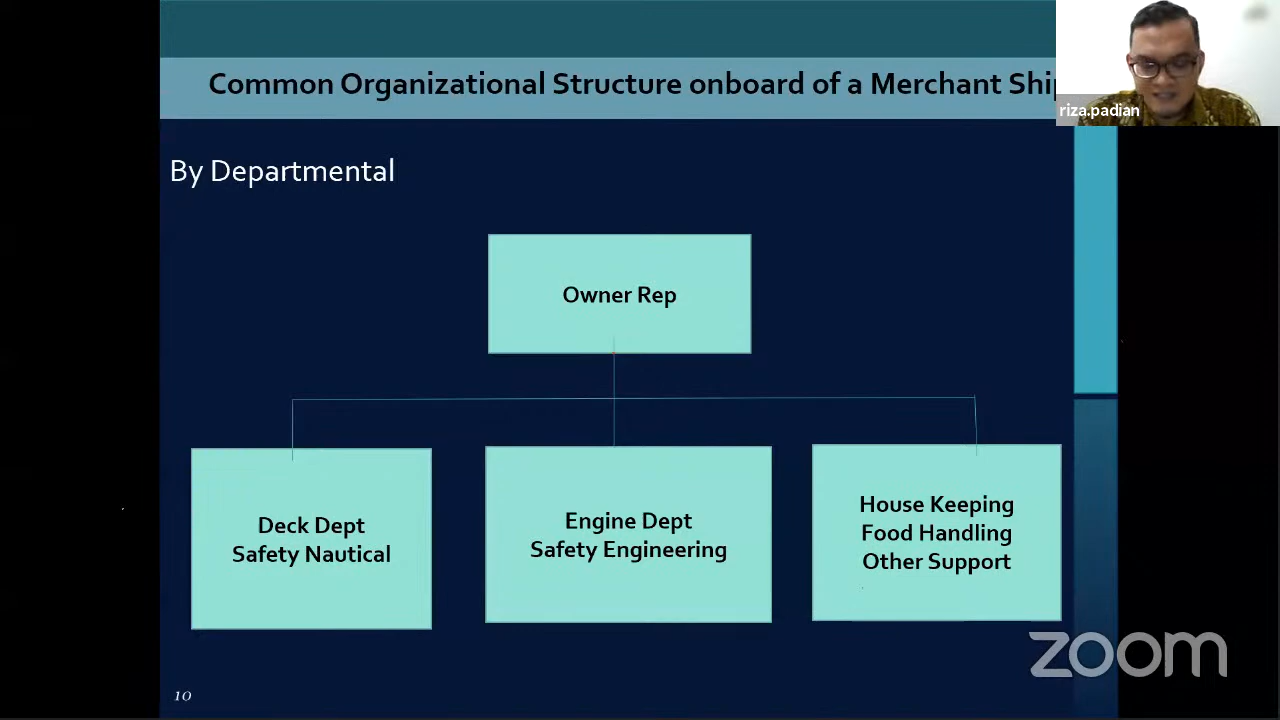 Common Organizational Structure onboard of a Merchant Shi
riza.padian
By Departmental
Owner Rep
Deck Dept
Safety Nautical
Engine Dept
Safety Engineering
House Keeping
Food Handling
Other Support
zoom
10